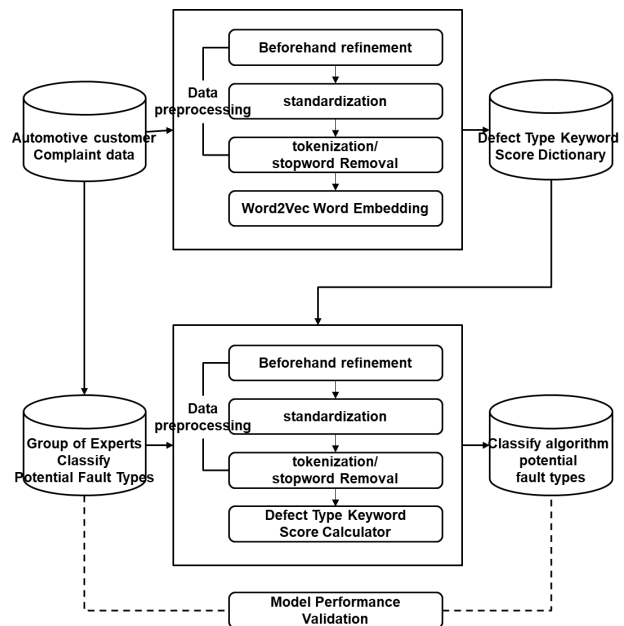 Beforehand refinement
Data
preprocessing
standardization
tokenization/
stopword Removal
Word2Vec Word Embedding
Automotive customer
Complaint data
Defect Type Keyword
Score Dictionary
Beforehand refinement
Data
preprocessing
standardization
tokenization/
stopword Removal
Defect Type Keyword
Score Calculator
Group of Experts
Classify
Potential Fault Types
Classify algorithm
potential
fault types
Model Performance
Validation